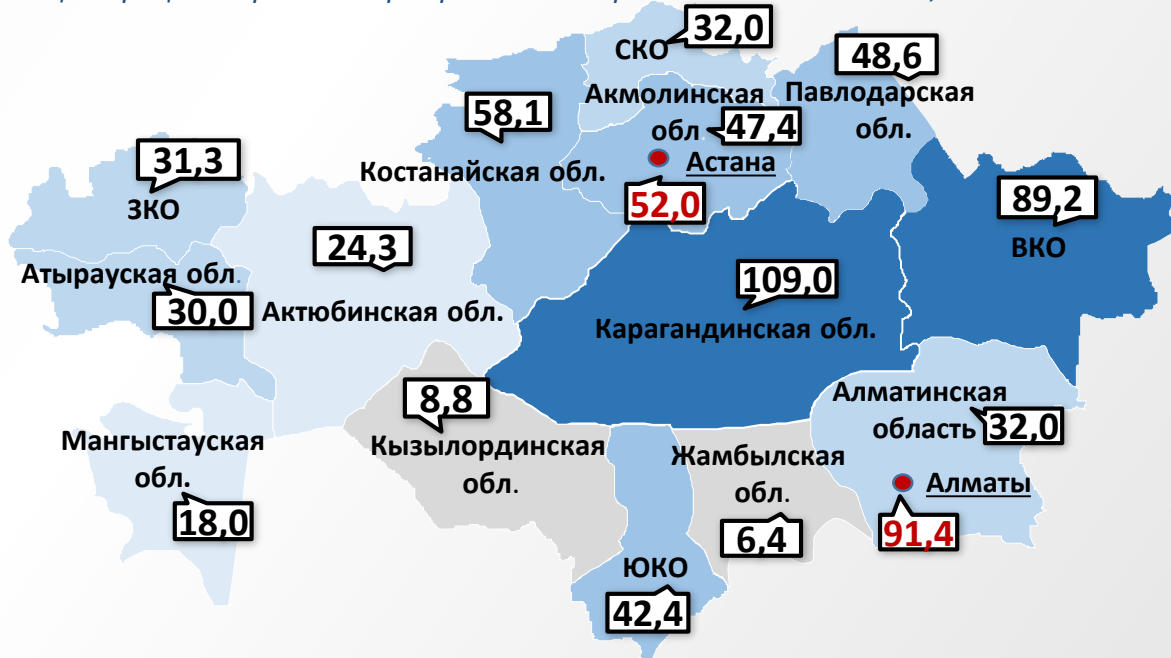 СКО
32,0
48,6
Павлодарская
обл.
Акмолинская
обл.
47,4
58,1
Костанайская обл.
Астана
52,0
31,3
ЗКО
89,2
ВКО
24,3
Актюбинская обл.
Атырауская обл.
30,0
109,0
Карагандинская обл.
8,8
Кызылординская
обл.
Алматинская
область
32,0
Мангыстауская
обл.
18,0
Жамбылская
обл.
6,4
Алматы
91,4
ЮКО
42,4